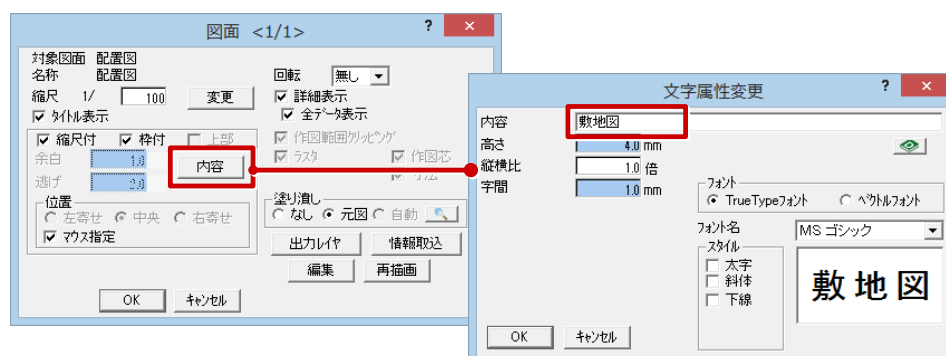 図面 <1/1>
?
×
対象図面 配置図
名称 配置図
縮尺 1/ 100 変更
タイトル表示
縮尺付 枠付 上部
余白 1.0
逃げ 2.0
内容
位置
左寄せ 中央 右寄せ
マウス指定
回転 無し
詳細表示
全データ表示
作図範囲クリッピング
ラスタ 作図芯
寸法
塗り潰し
なし 元図 自動
出力レイヤ 情報取込
編集 再描画
OK キャンセル
文字属性変更
?
×
内容 敷地図
高さ 4.0 mm
縦横比 1.0 倍
字間 1.0 mm
フォント
TrueTypeフォント ベクトルフォント
フォント名 MS ゴシック
スタイル
太字
斜体
下線
敷地図
OK キャンセル